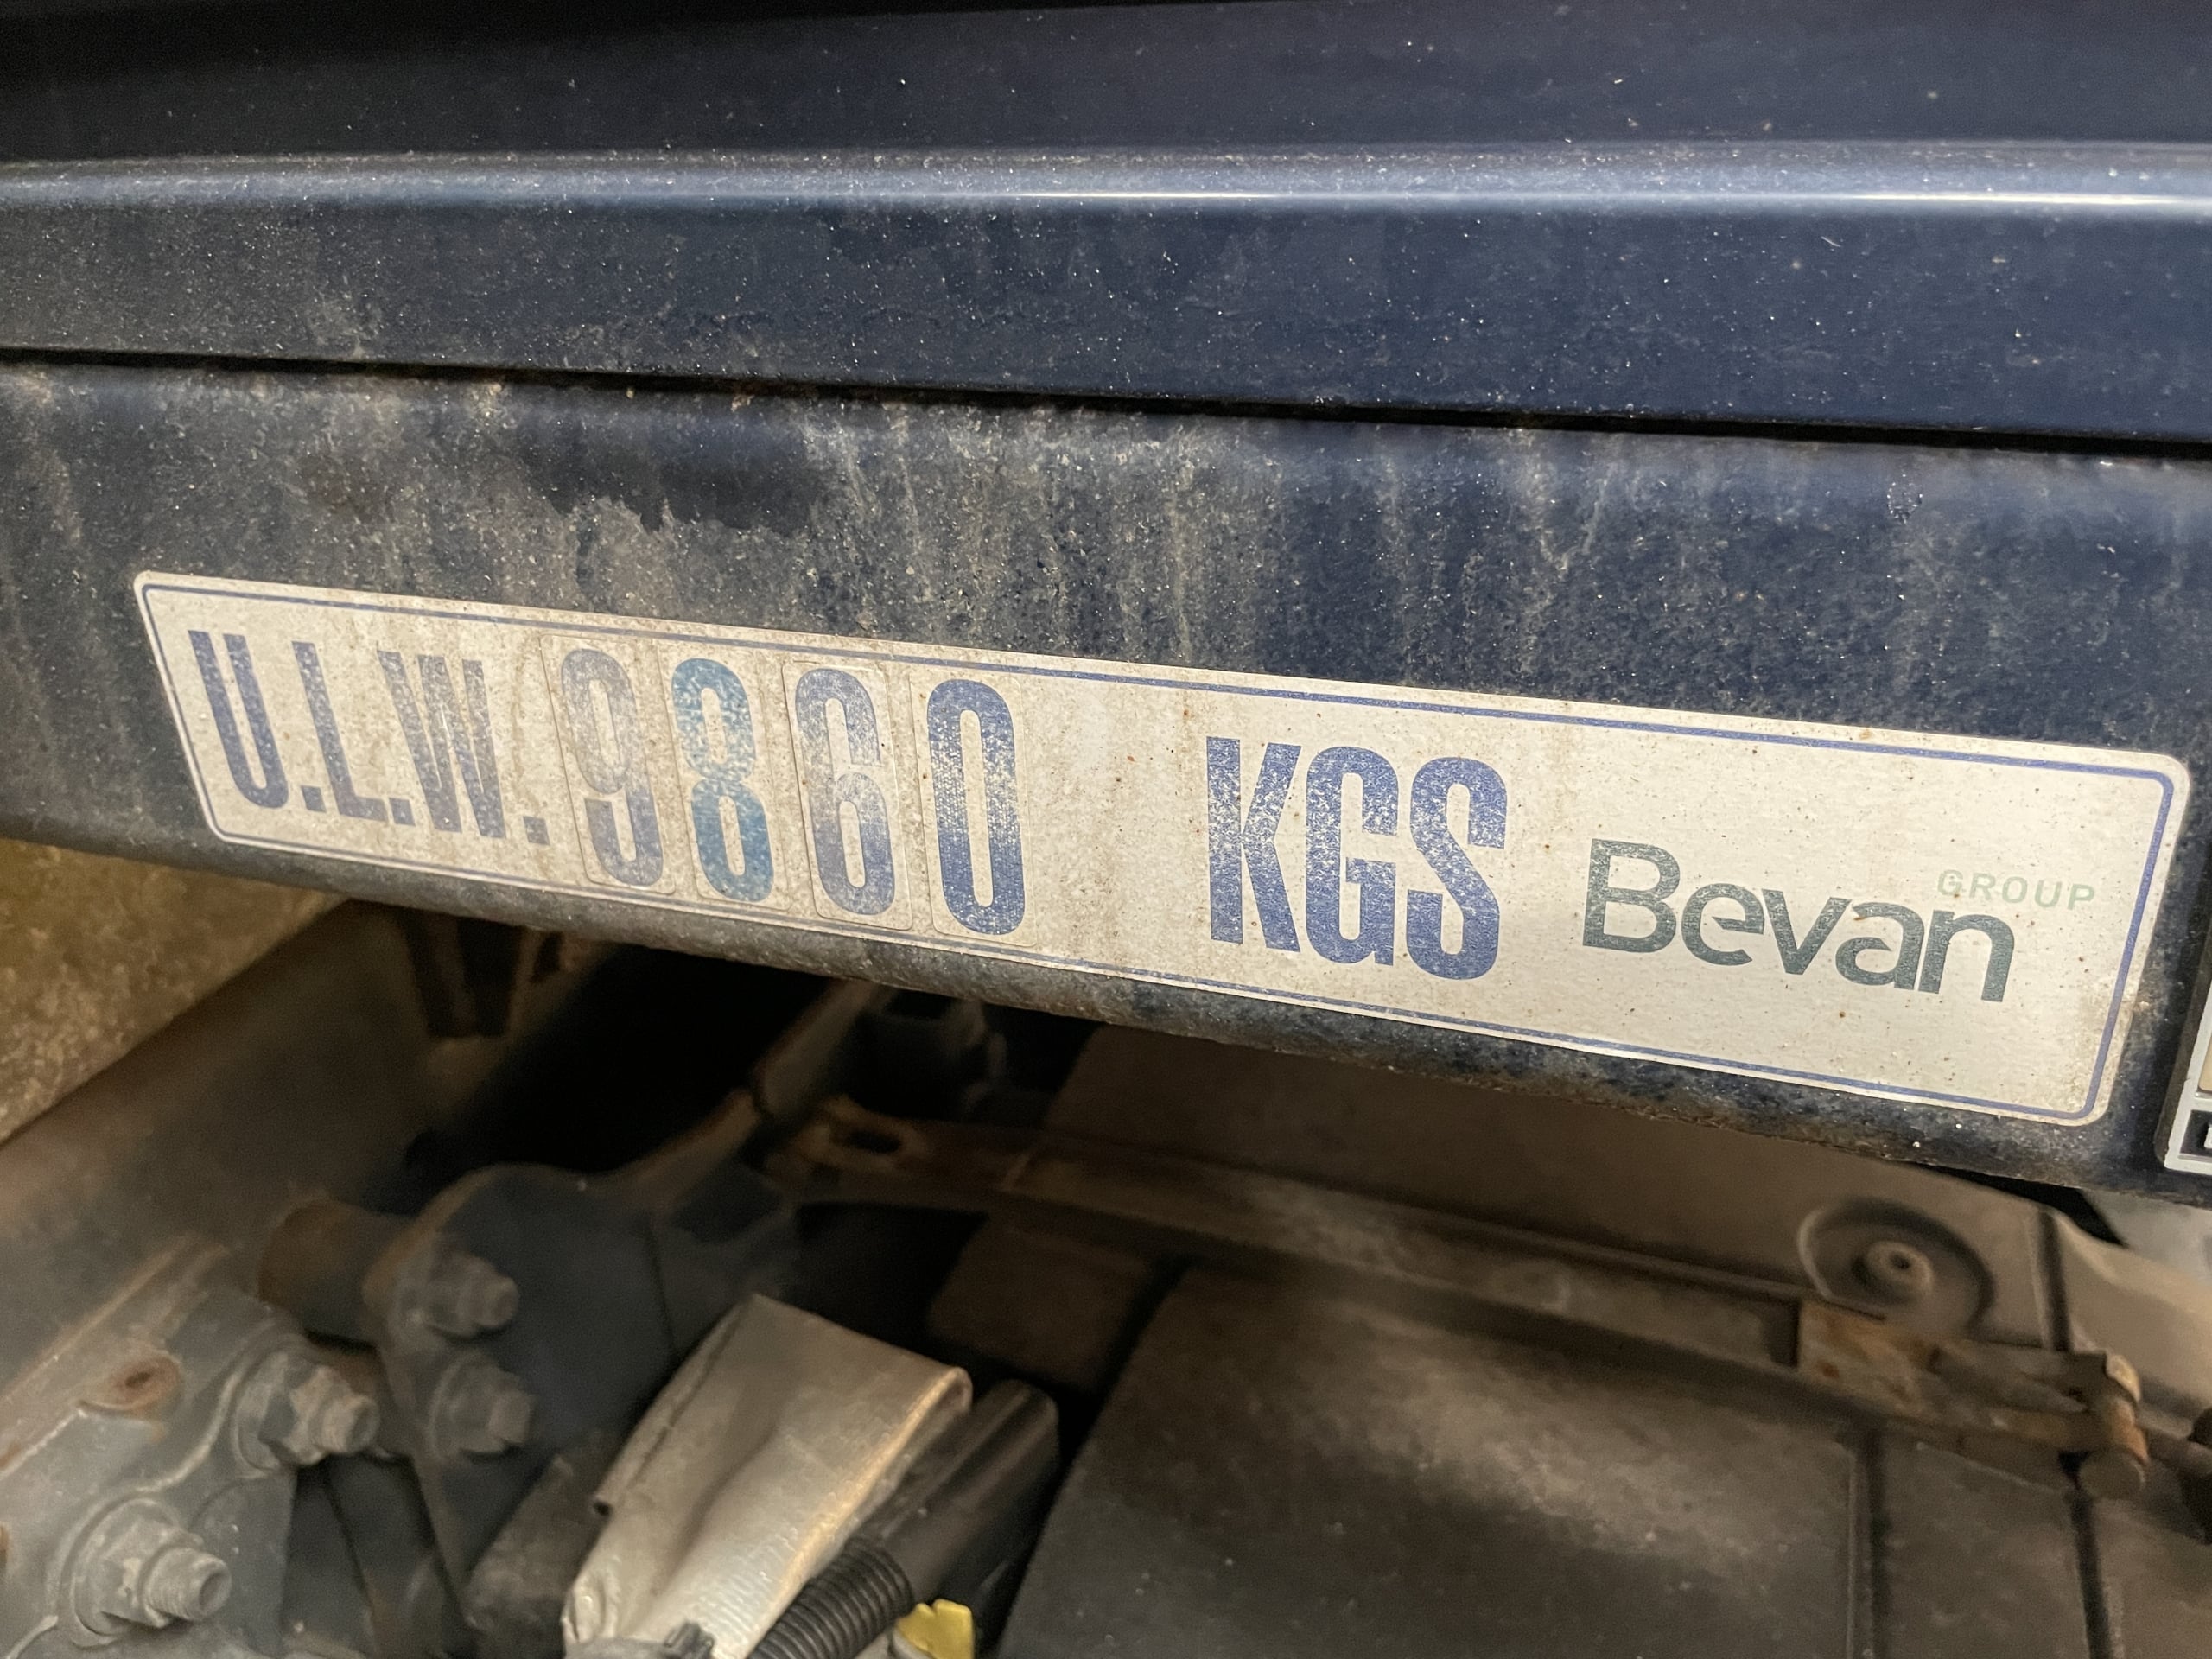 U.L.W. 9860 KGS Bevan GROUP